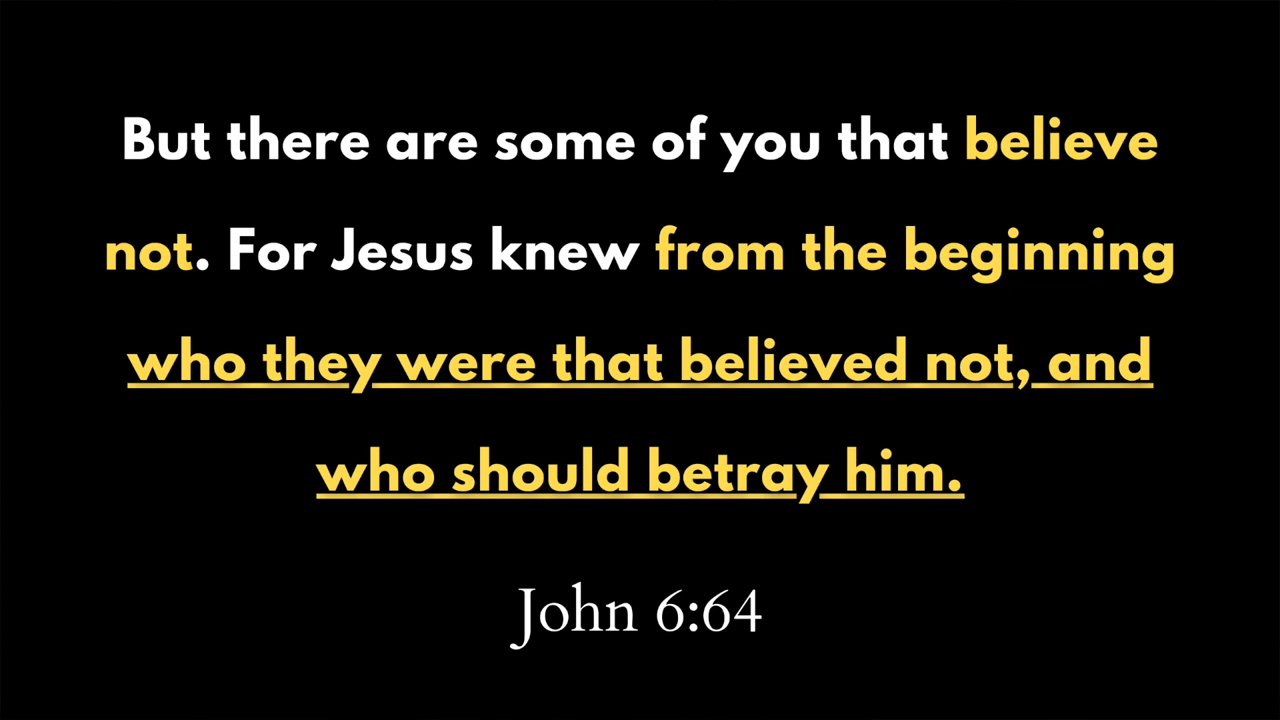 But there are some of you that believe
not. For Jesus knew from the beginning
who they were that believed not, and
who should betray him.
John 6:64